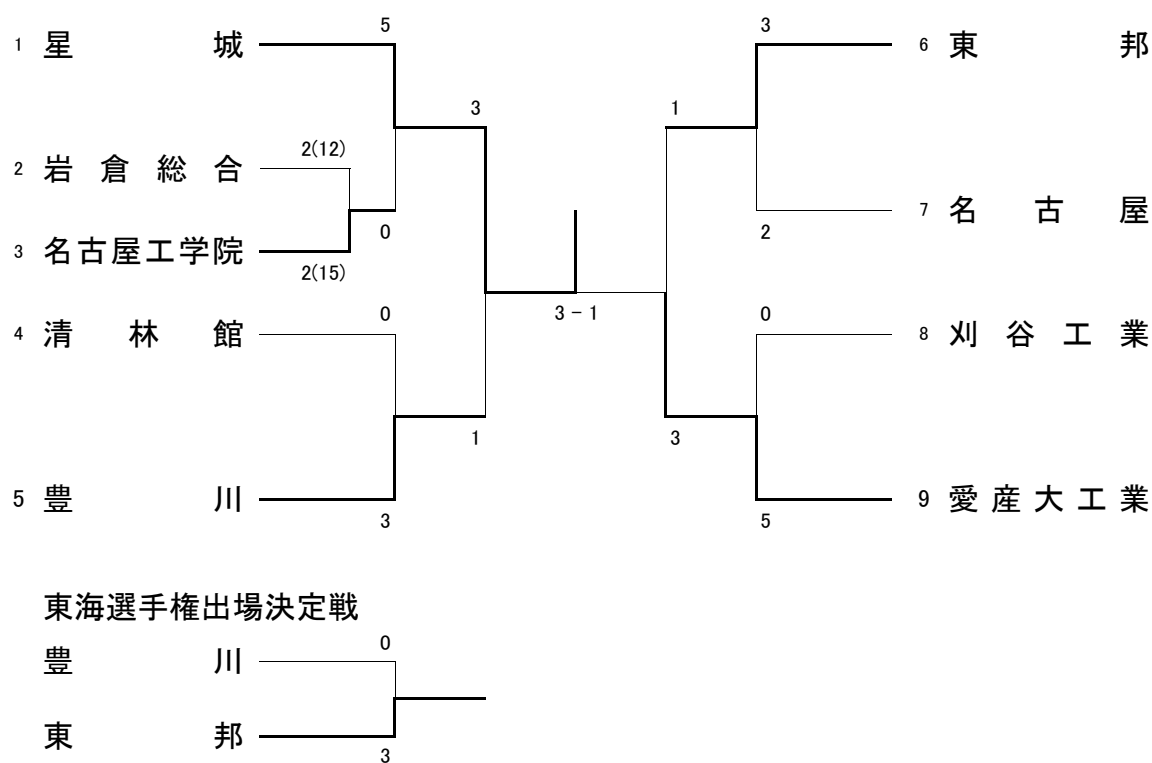 5
1 星城
3
2(12)
2 岩倉総合
0
3 名古屋工学院
2(15)
0
4 清林館
1
5 豊川
3
3
6 東邦
1
7 名古屋
2
3 - 1
0
8 刈谷工業
3
9 愛産大工業
5
東海選手権出場決定戦
0
豊川
東邦
3